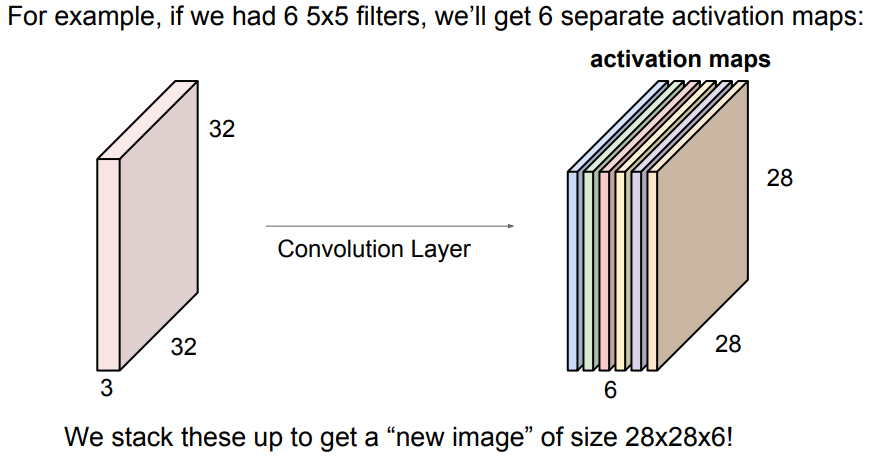 For example, if we had 6 5x5 filters, we’ll get 6 separate activation maps:
activation maps
32
28
Convolution Layer
32
28
3
6
We stack these up to get a “new image” of size 28x28x6!